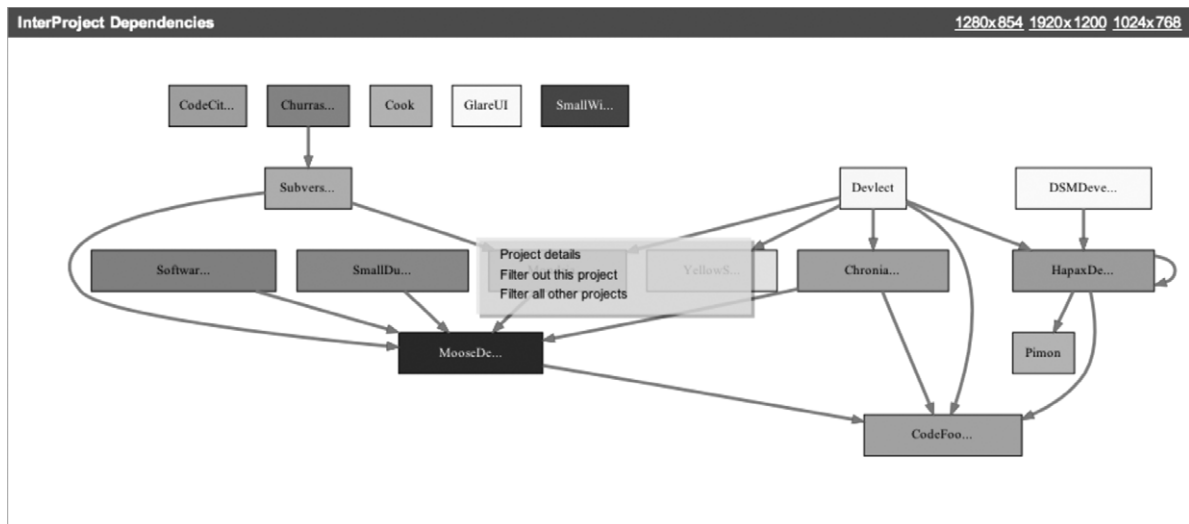 InterProject Dependencies
1280x854 1920x1200 1024x768
CodeCit...
Churras...
Cook
GlareUI
SmallWi...
Subvers...
Devlect
DSMDeve...
Softwar...
SmallDu...
Project details
Filter out this project
Filter all other projects
YellowS...
Chronia...
HapaxDe...
MooseDe...
Pimon
CodeFoo...